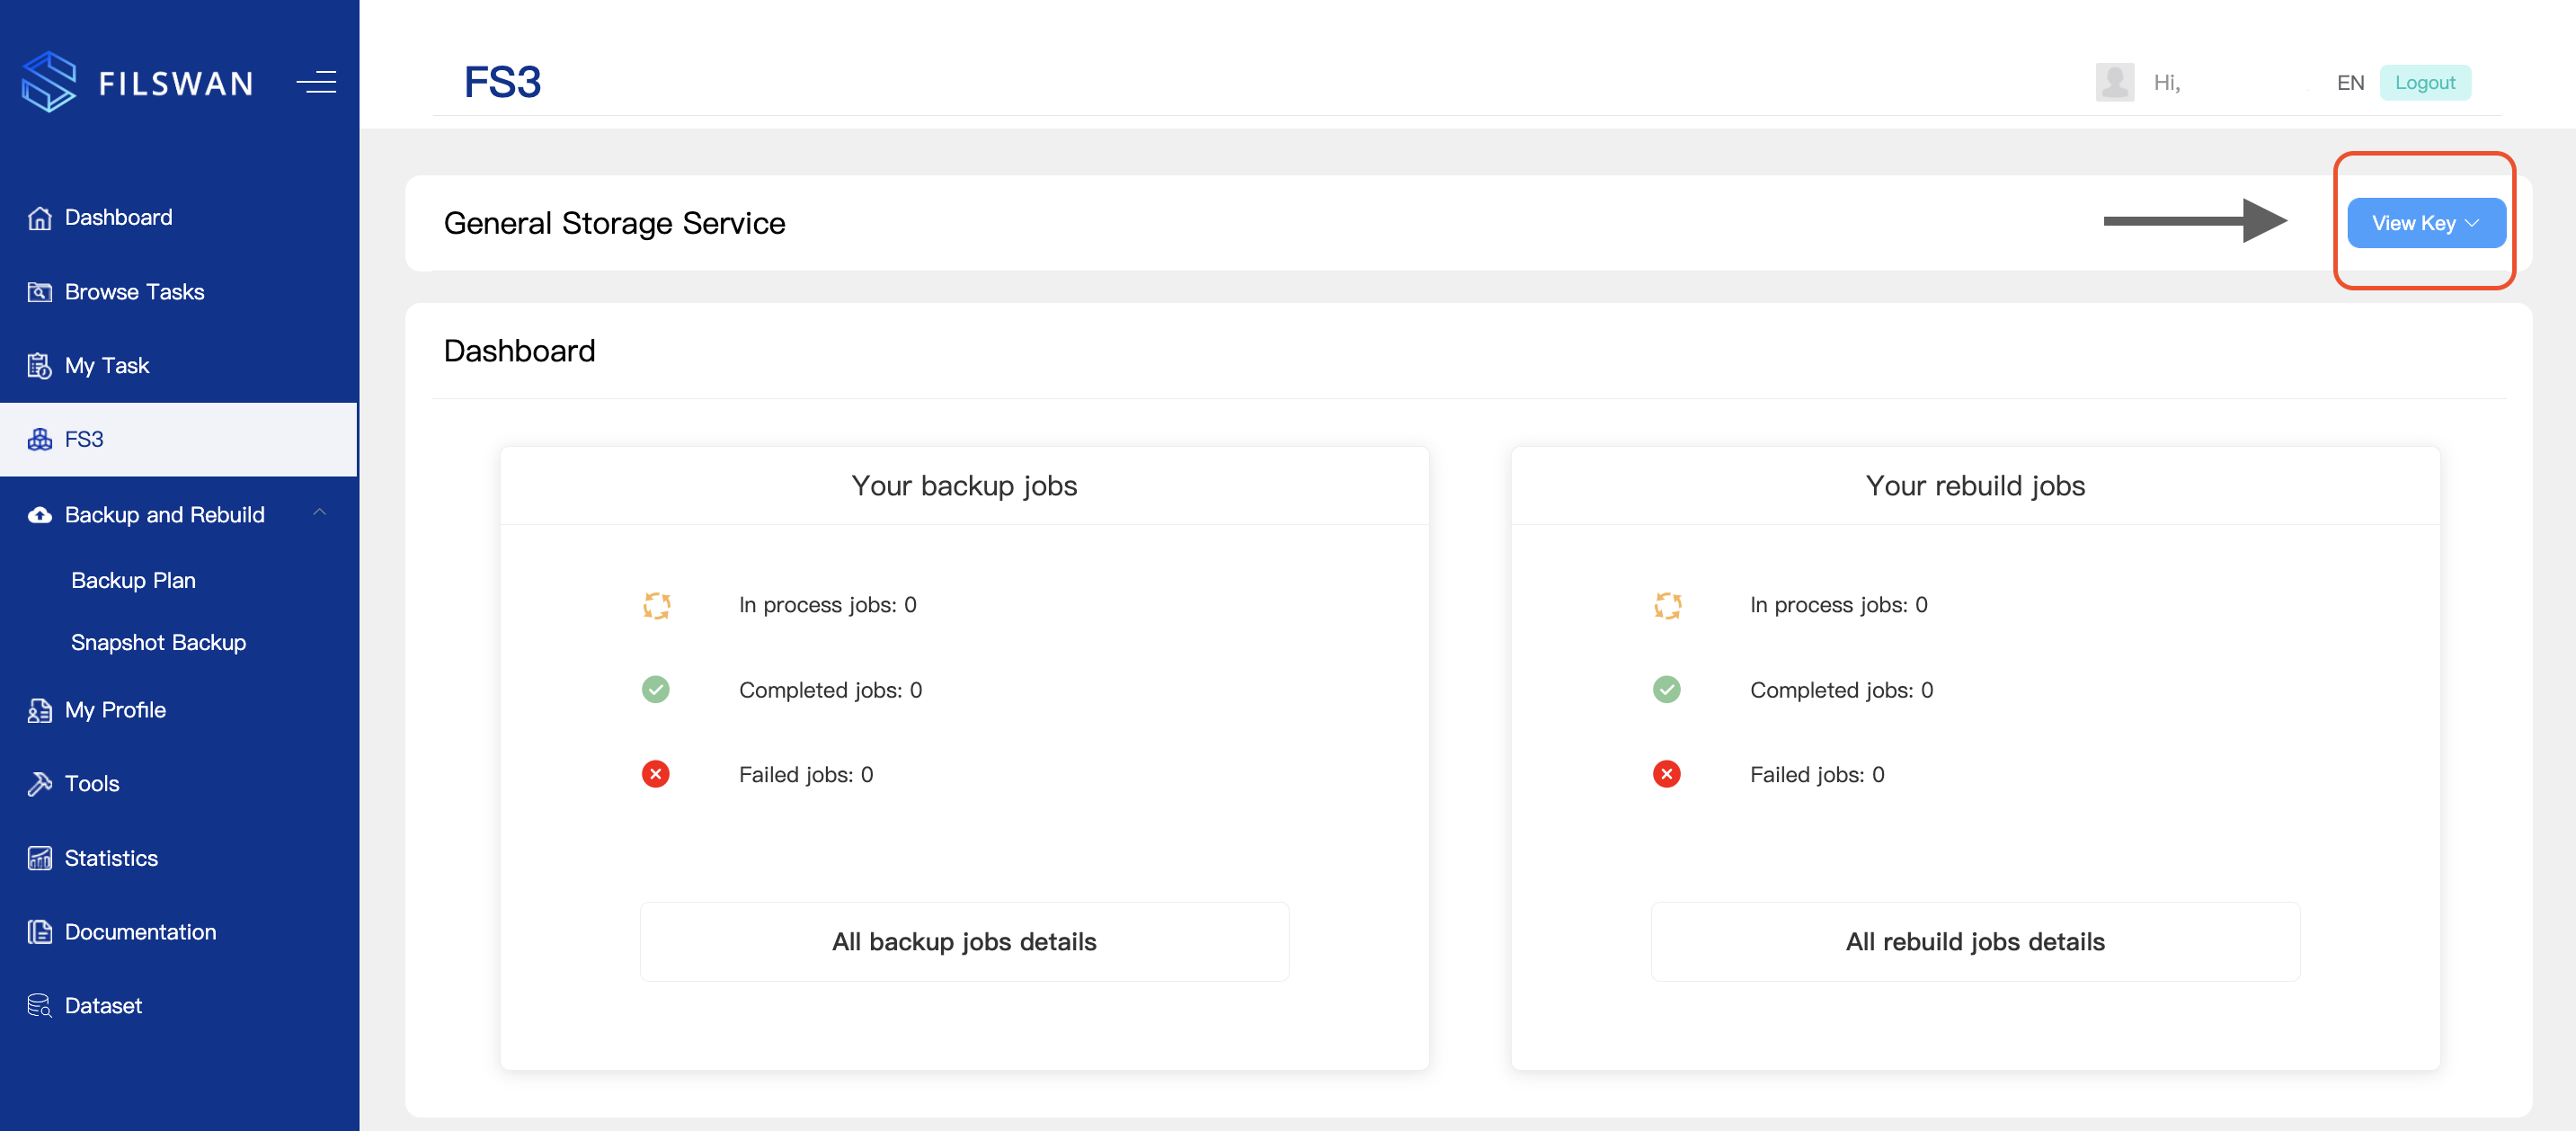 FILSWAN
Dashboard
Browse Tasks
My Task
FS3
Backup and Rebuild
Backup Plan
Snapshot Backup
My Profile
Tools
Statistics
Documentation
Dataset
FS3
Hi,
EN
Logout
General Storage Service
View Key
Dashboard
Your backup jobs
In process jobs: 0
Completed jobs: 0
Failed jobs: 0
All backup jobs details
Your rebuild jobs
In process jobs: 0
Completed jobs: 0
Failed jobs: 0
All rebuild jobs details